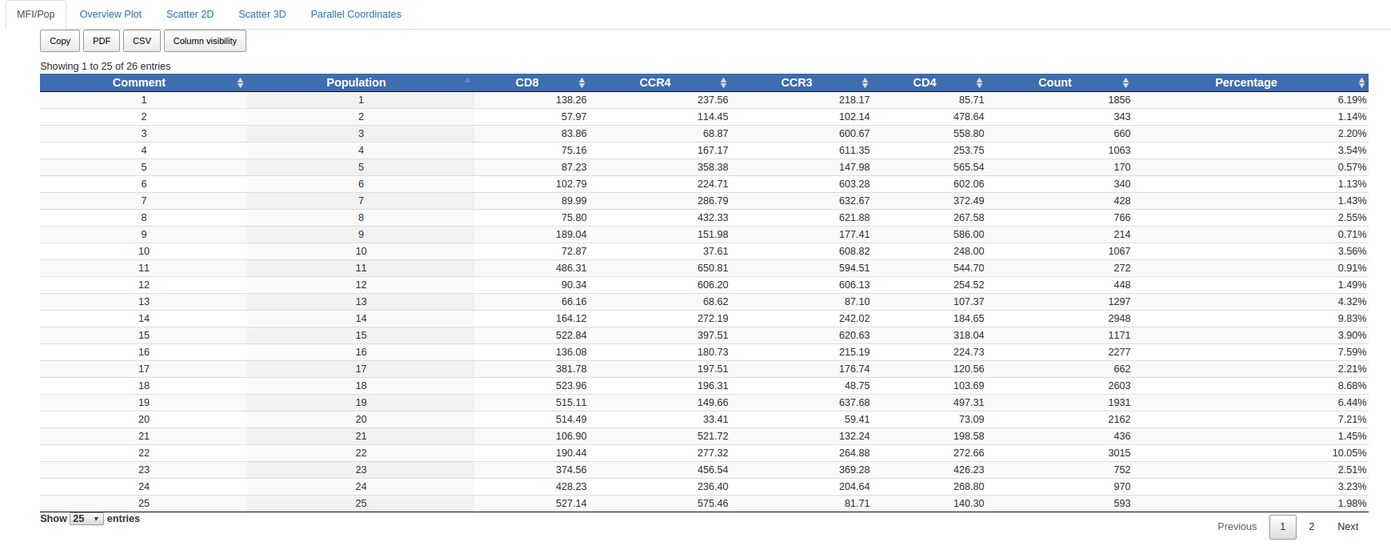 MFI/Pop Overview Plot Scatter 2D Scatter 3D Parallel Coordinates
Copy PDF CSV Column visibility
Showing 1 to 25 of 26 entries
Comment Population CD8 CCR4 CCR3 CD4 Count Percentage
1 1 138.26 237.56 218.17 85.71 1856 6.19%
2 2 57.97 114.45 102.14 478.64 343 1.14%
3 3 83.86 68.87 600.67 558.80 660 2.20%
4 4 75.16 167.17 611.35 253.75 1063 3.54%
5 5 87.23 358.38 147.98 565.54 170 0.57%
6 6 102.79 224.71 603.28 602.06 340 1.13%
7 7 89.99 286.79 632.67 372.49 428 1.43%
8 8 75.80 432.33 621.88 267.58 766 2.55%
9 9 189.04 151.98 177.41 586.00 214 0.71%
10 10 72.87 37.61 608.82 248.00 1067 3.56%
11 11 486.31 650.81 594.51 544.70 272 0.91%
12 12 90.34 606.20 606.13 254.52 448 1.49%
13 13 66.16 68.62 87.10 107.37 1297 4.32%
14 14 164.12 272.19 242.02 184.65 2948 9.83%
15 15 522.84 397.51 620.63 318.04 1171 3.90%
16 16 136.08 180.73 215.19 224.73 2277 7.59%
17 17 381.78 197.51 176.74 120.56 662 2.21%
18 18 523.96 196.31 48.75 103.69 2603 8.68%
19 19 515.11 149.66 637.68 497.31 1931 6.44%
20 20 514.49 33.41 59.41 73.09 2162 7.21%
21 21 106.90 521.72 132.24 198.58 436 1.45%
22 22 190.44 277.32 264.88 272.66 3015 10.05%
23 23 374.56 456.54 369.28 426.23 752 2.51%
24 24 428.23 236.40 204.64 268.80 970 3.23%
25 25 527.14 575.46 81.71 140.30 593 1.98%
Show 25 entries
Previous 1 2 Next